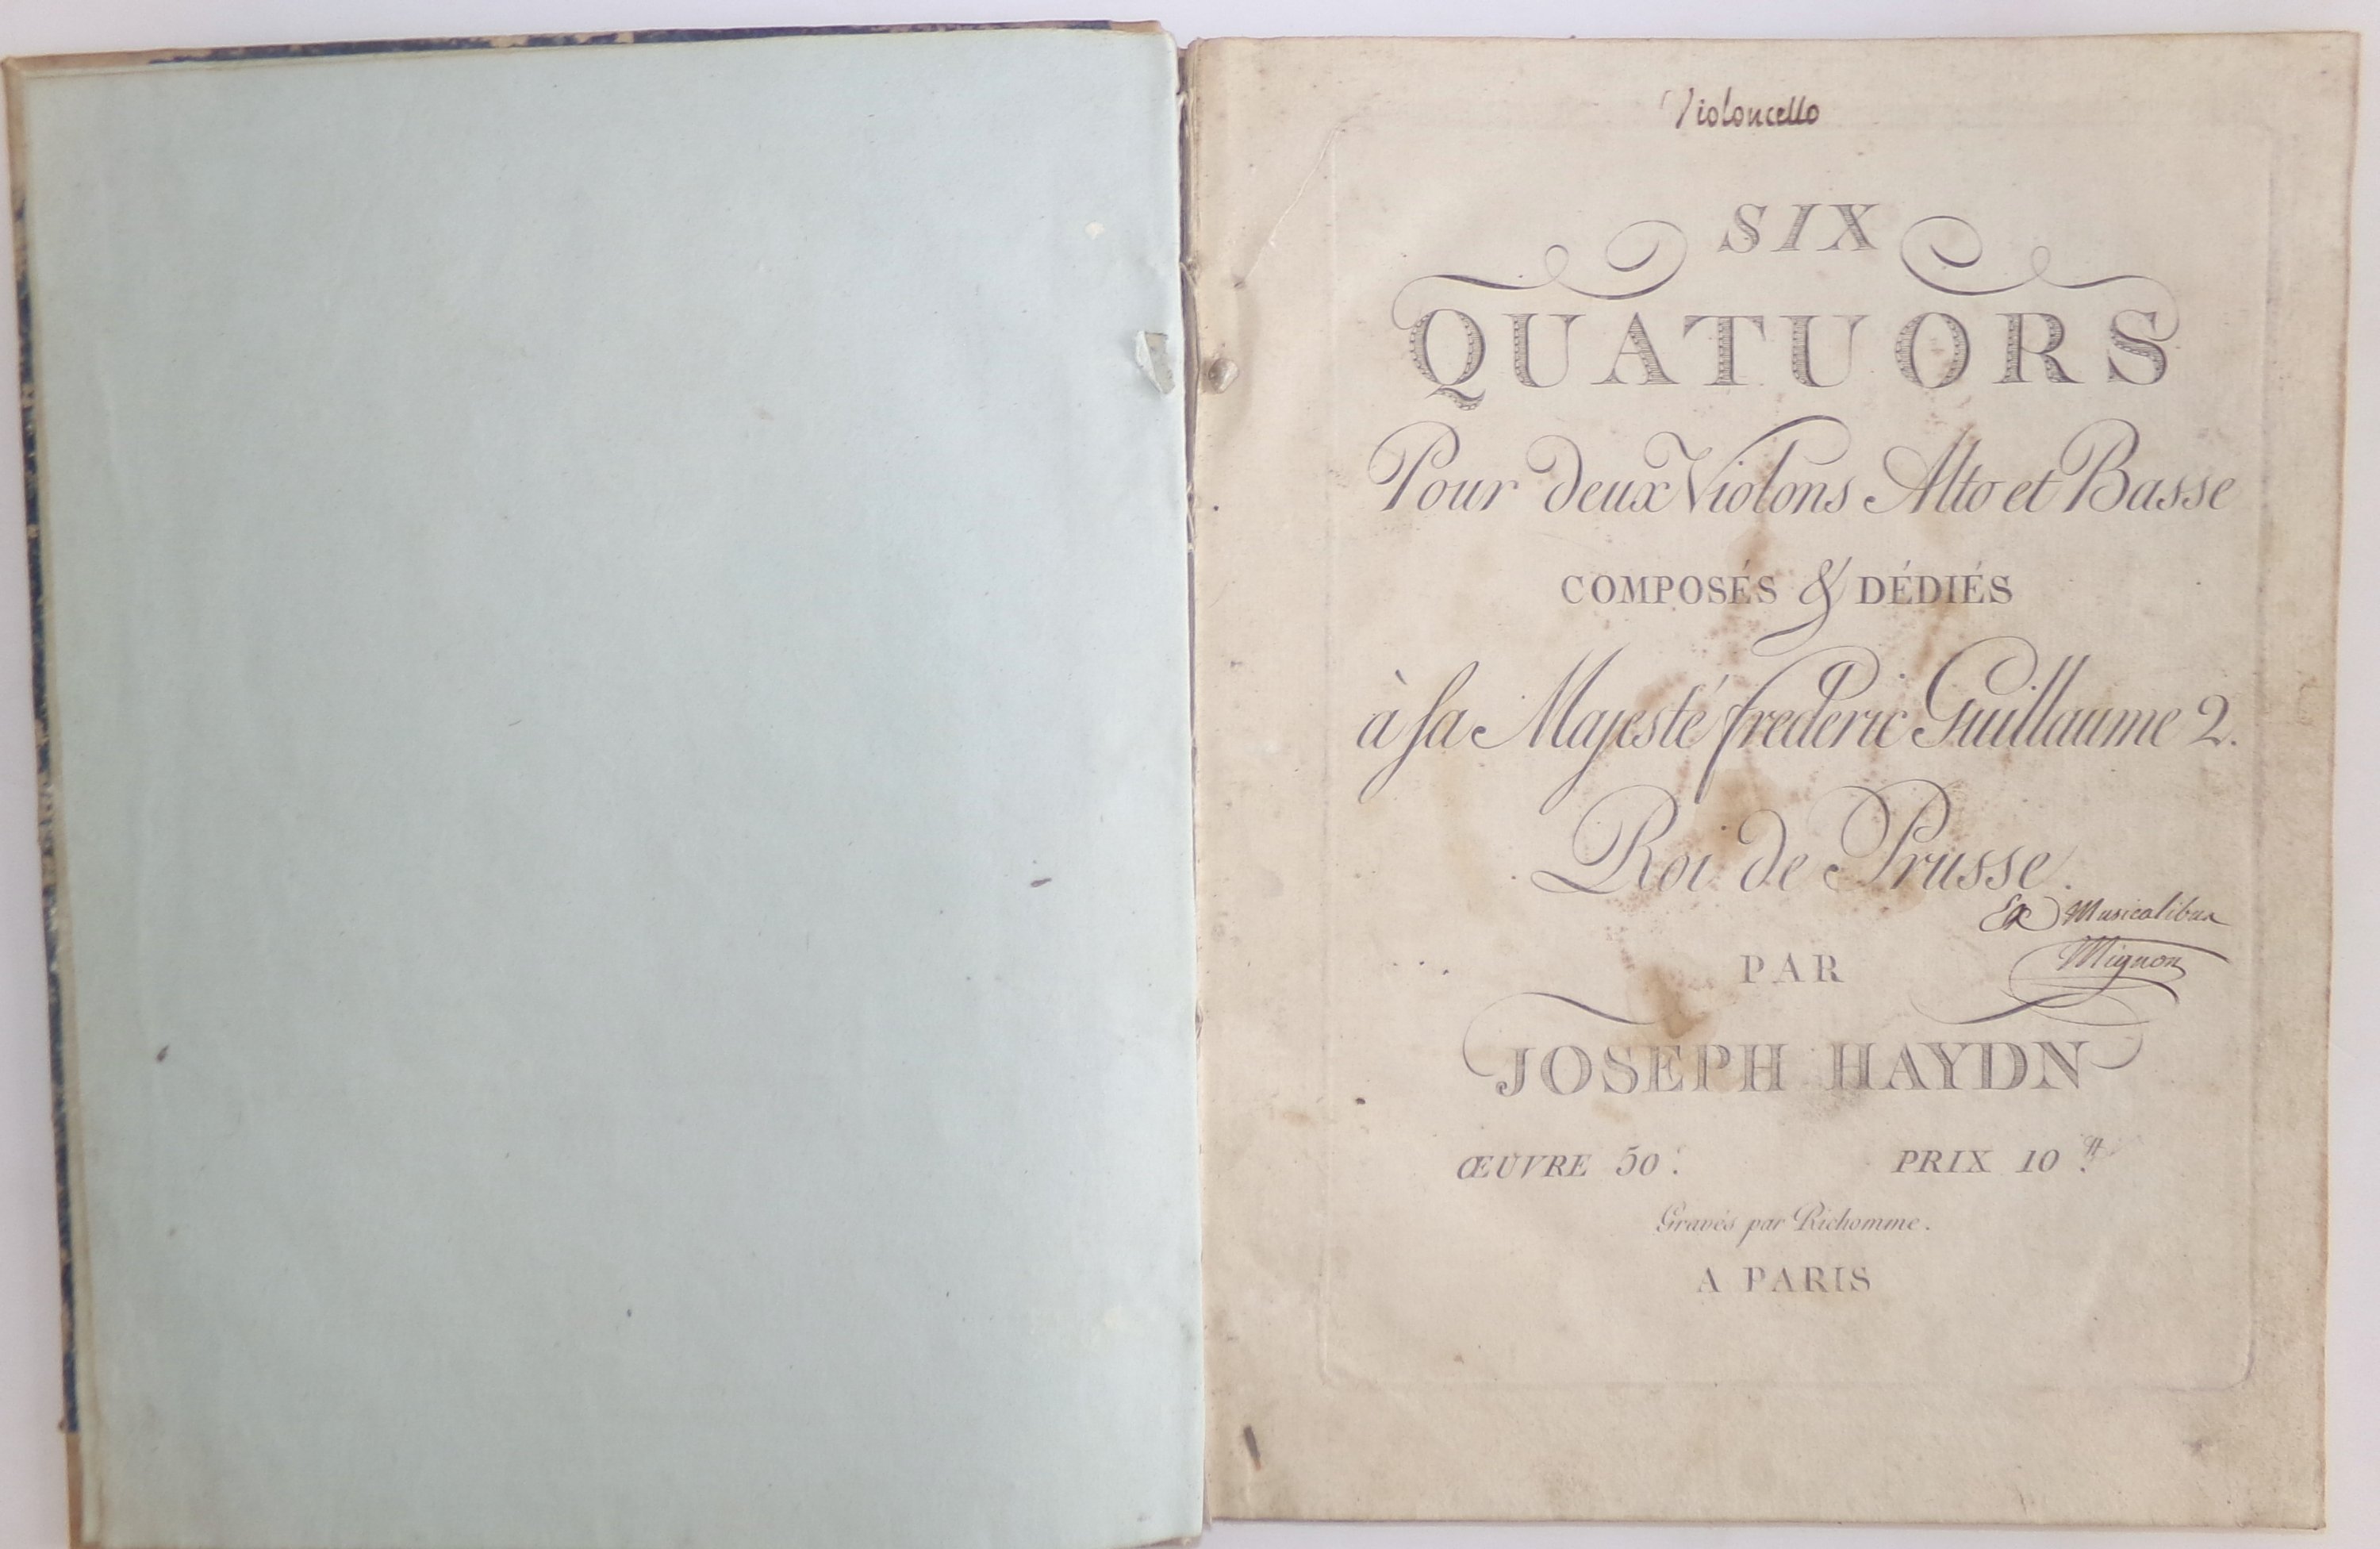 Violoncello
SIX
QUATUORS
Pour deux Violons Alto et Basse
COMPOSÉS & DÉDIÉS
à sa Majesté frederic Guillaume 2.
Roi de Prusse.
Ex Musicalibus
Mignon
PAR
JOSEPH HAYDN
ŒUVRE 50.
PRIX 10 ₶
Gravés par Richomme.
A PARIS